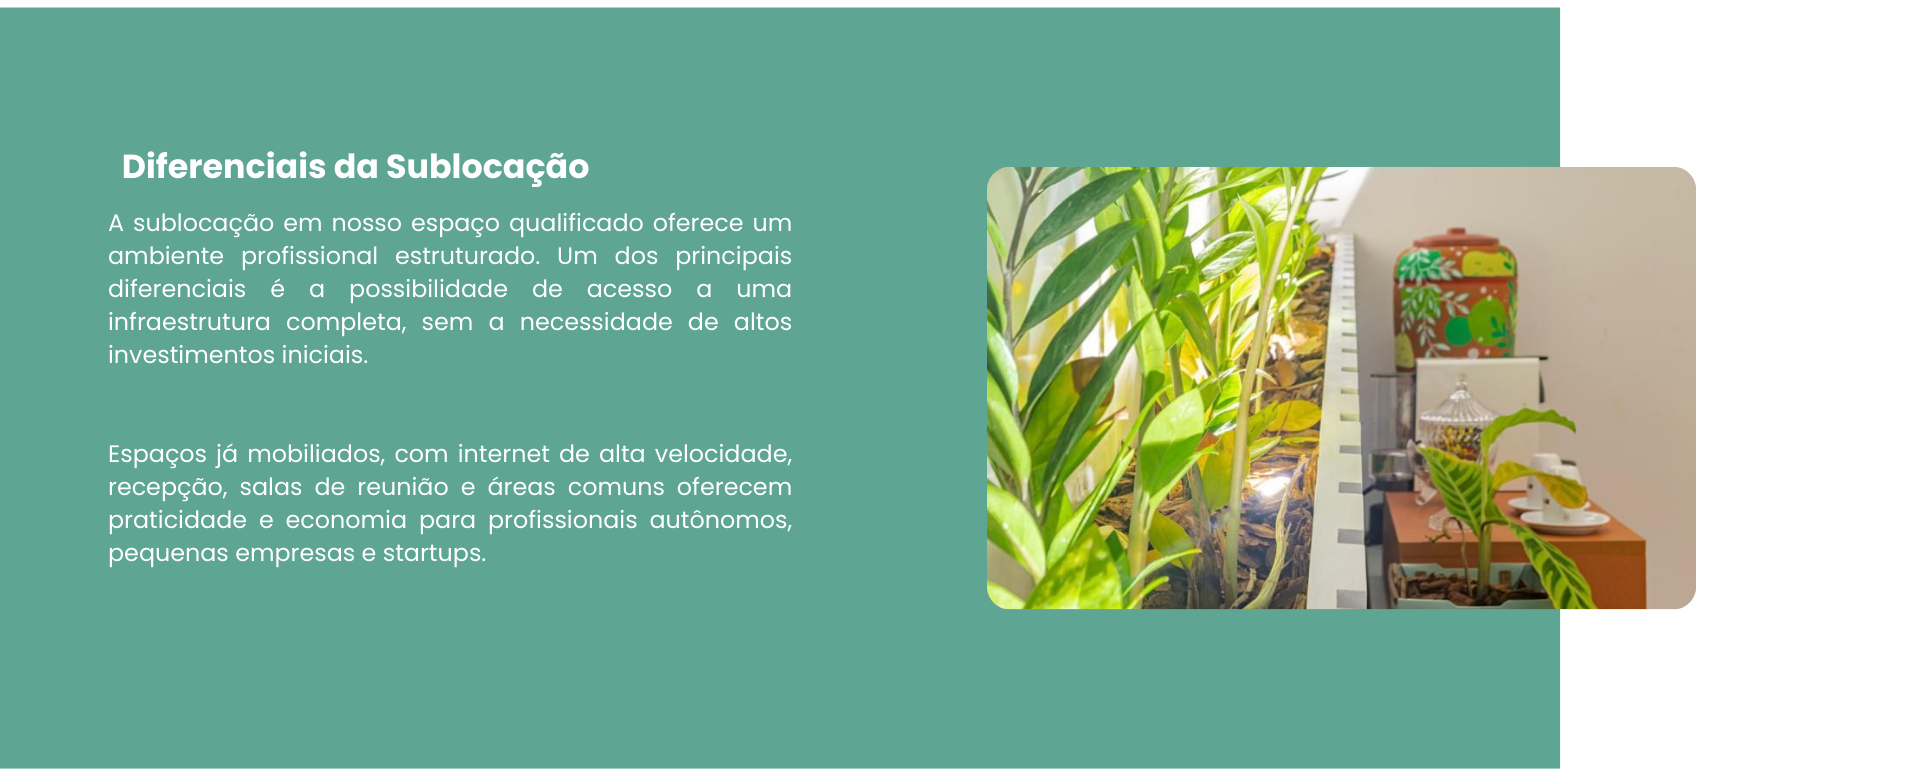 Diferenciais da Sublocação
A sublocação em nosso espaço qualificado oferece um
ambiente profissional estruturado. Um dos principais
diferenciais é a possibilidade de acesso a uma
infraestrutura completa, sem a necessidade de altos
investimentos iniciais.
Espaços já mobiliados, com internet de alta velocidade,
recepção, salas de reunião e áreas comuns oferecem
praticidade e economia para profissionais autônomos,
pequenas empresas e startups.